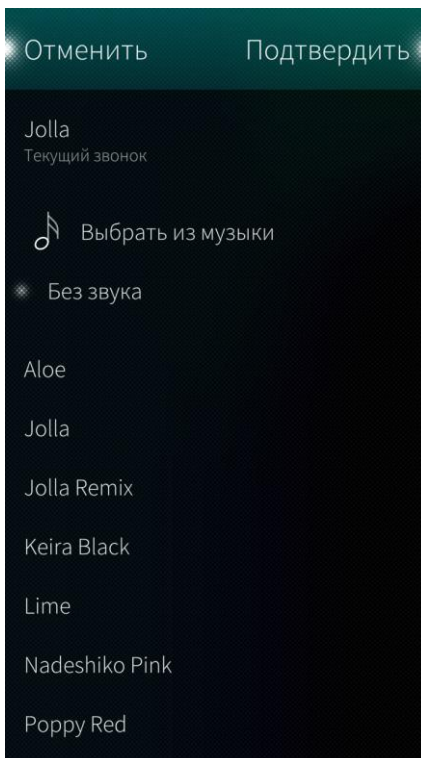 Отменить Подтвердить
Jolla
Текущий звонок
Выбрать из музыки
Без звука
Aloe
Jolla
Jolla Remix
Keira Black
Lime
Nadeshiko Pink
Poppy Red